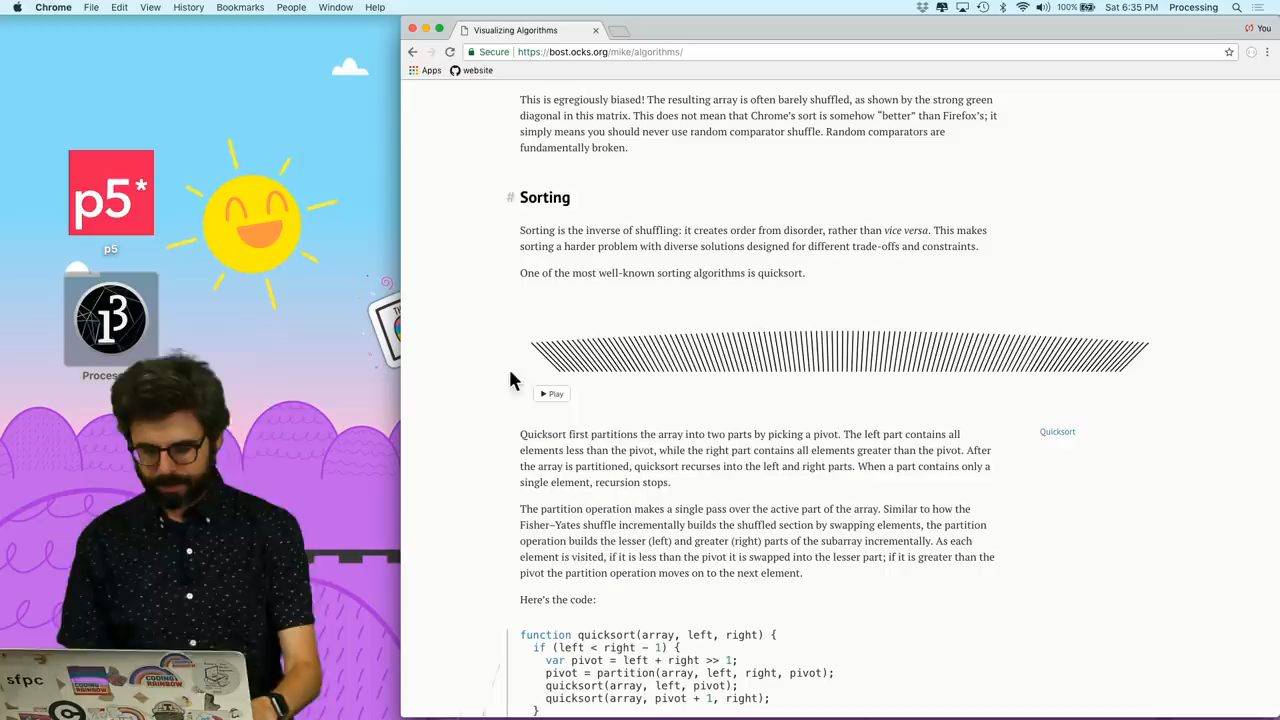 Chrome File Edit View History Bookmarks People Window Help 100% Sat 6:35 PM Processing
Visualizing Algorithms
You
Secure https://bost.ocks.org/mike/algorithms/
Apps website
This is egregiously biased! The resulting array is often barely shuffled, as shown by the strong green
diagonal in this matrix. This does not mean that Chrome’s sort is somehow “better” than Firefox’s; it
simply means you should never use random comparator shuffle. Random comparators are
fundamentally broken.
# Sorting
Sorting is the inverse of shuffling: it creates order from disorder, rather than vice versa. This makes
sorting a harder problem with diverse solutions designed for different trade-offs and constraints.
One of the most well-known sorting algorithms is quicksort.
Play
Quicksort first partitions the array into two parts by picking a pivot. The left part contains all
elements less than the pivot, while the right part contains all elements greater than the pivot. After
the array is partitioned, quicksort recurses into the left and right parts. When a part contains only a
single element, recursion stops.
Quicksort
The partition operation makes a single pass over the active part of the array. Similar to how the
Fisher–Yates shuffle incrementally builds the shuffled section by swapping elements, the partition
operation builds the lesser (left) and greater (right) parts of the subarray incrementally. As each
element is visited, if it is less than the pivot it is swapped into the lesser part; if it is greater than the
pivot the partition operation moves on to the next element.
Here’s the code:
function quicksort(array, left, right) {
if (left < right - 1) {
var pivot = left + right >> 1;
pivot = partition(array, left, right, pivot);
quicksort(array, left, pivot);
quicksort(array, pivot + 1, right);
}
p5*
p5
Proces
sfpc
CODING
RAINBOW